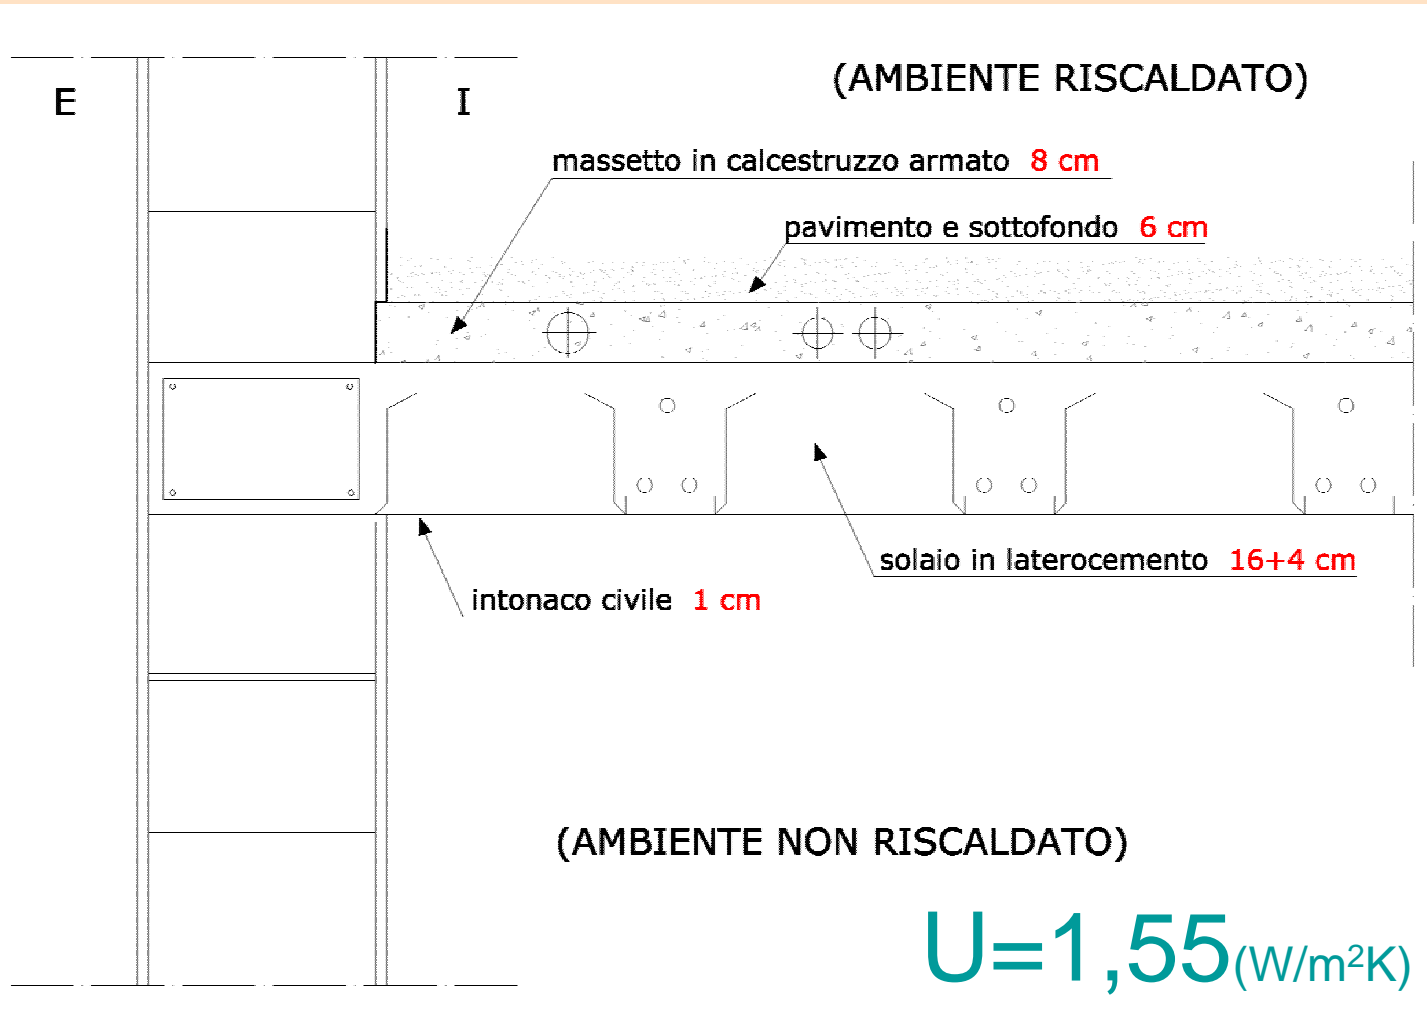 (AMBIENTE RISCALDATO)
E
I
massetto in calcestruzzo armato 8 cm
pavimento e sottofondo 6 cm
solaio in laterocemento 16+4 cm
intonaco civile 1 cm
(AMBIENTE NON RISCALDATO)
U=1,55(W/m²K)